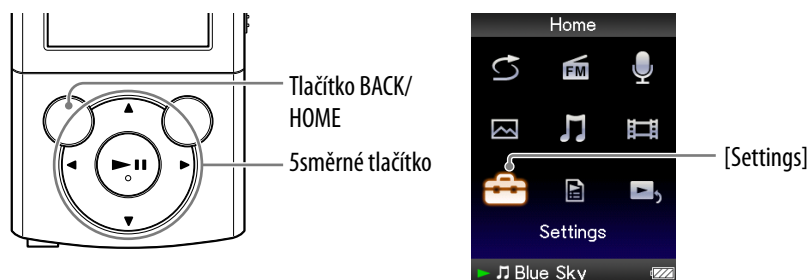 Tlačítko BACK/
HOME
5směrné tlačítko
Home
FM
[Settings]
Settings
Blue Sky